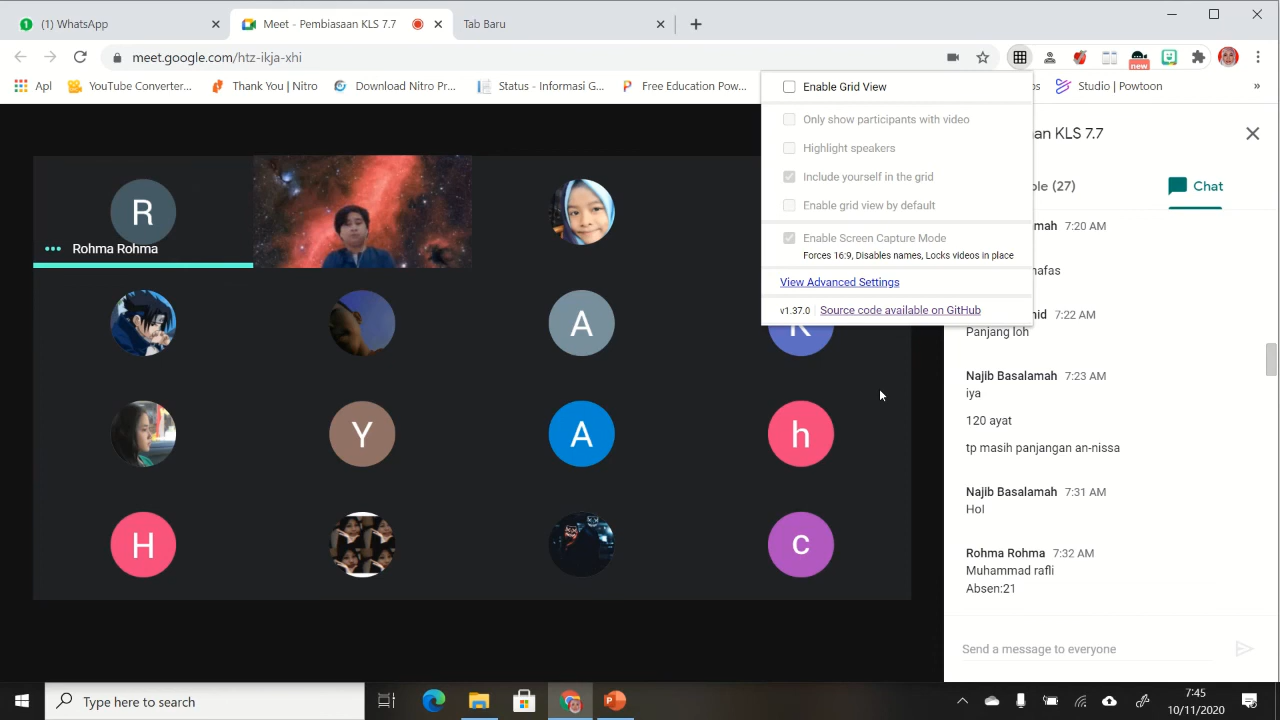 (1) WhatsApp
Meet - Pembiasaan KLS 7.7
Tab Baru
meet.google.com/htz-ikja-xhi
new
Apl
YouTube Converter...
Thank You | Nitro
Download Nitro Pr...
Status - Informasi G...
Free Education Pow...
Studio | Powtoon
»
Enable Grid View
Only show participants with video
Highlight speakers
Include yourself in the grid
Enable grid view by default
Enable Screen Capture Mode
Forces 16:9, Disables names, Locks videos in place
View Advanced Settings
v1.37.0 Source code available on GitHub
R
Rohma Rohma
A
K
Y
A
h
H
c
an KLS 7.7
ple (27)
Chat
mah 7:20 AM
nafas
id 7:22 AM
Panjang loh
Najib Basalamah 7:23 AM
iya
120 ayat
tp masih panjangan an-nissa
Najib Basalamah 7:31 AM
Hol
Rohma Rohma 7:32 AM
Muhammad rafli
Absen:21
Send a message to everyone
Type here to search
7:45
10/11/2020